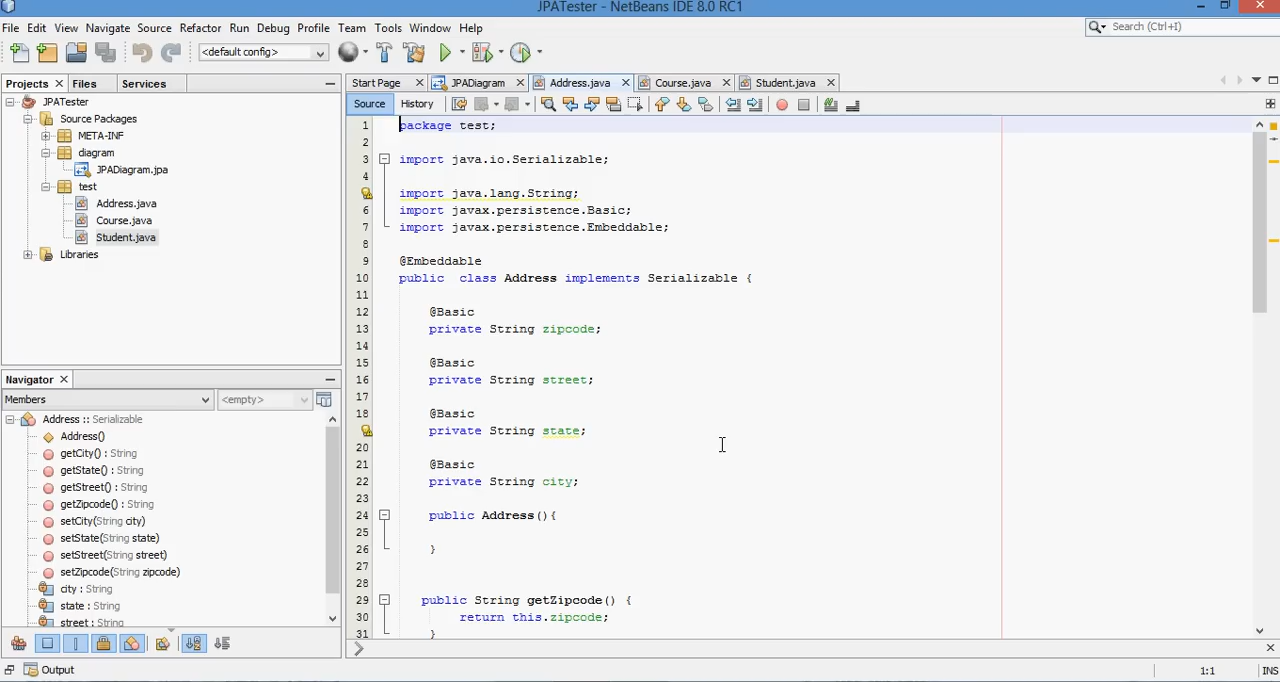 JPATester - NetBeans IDE 8.0 RC1
File Edit View Navigate Source Refactor Run Debug Profile Team Tools Window Help
Search (Ctrl+I)
<default config>
Projects Files Services
JPATester
Source Packages
META-INF
diagram
JPADiagram.jpa
test
Address.java
Course.java
Student.java
Libraries
Navigator
Members <empty>
Address :: Serializable
Address()
getCity() : String
getState() : String
getStreet() : String
getZipcode() : String
setCity(String city)
setState(String state)
setStreet(String street)
setZipcode(String zipcode)
city : String
state : String
street : String
Start Page JPADiagram Address.java Course.java Student.java
Source History
1 package test;
2
3 import java.io.Serializable;
4
import java.lang.String;
6 import javax.persistence.Basic;
7 import javax.persistence.Embeddable;
8
9 @Embeddable
10 public class Address implements Serializable {
11
12 @Basic
13 private String zipcode;
14
15 @Basic
16 private String street;
17
18 @Basic
private String state;
20
21 @Basic
22 private String city;
23
24 public Address(){
25
26 }
27
28
29 public String getZipcode() {
30 return this.zipcode;
31 }
Output
1:1 INS